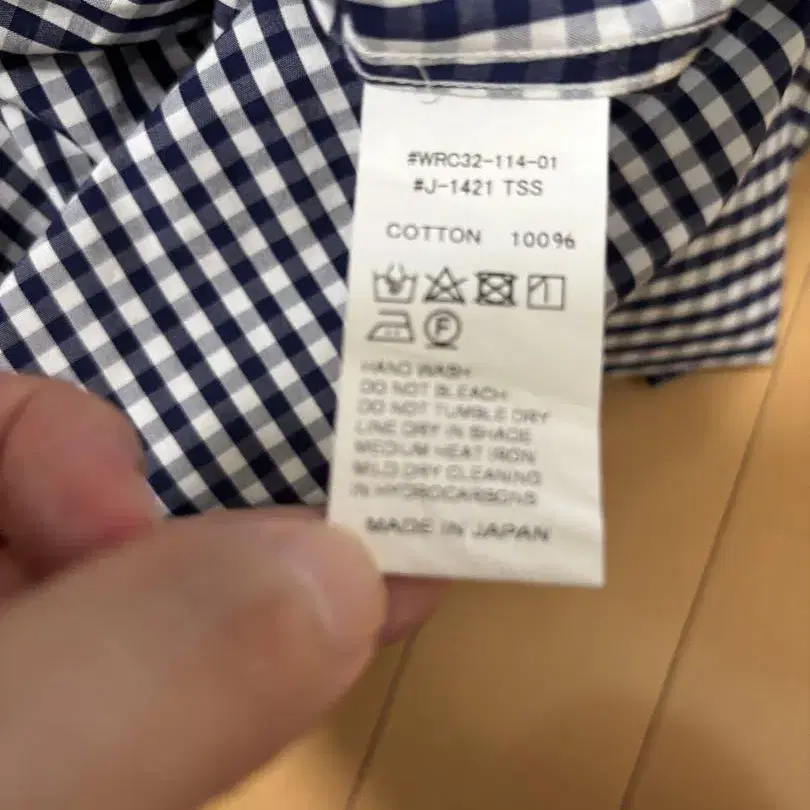 #WRC32-114-01
#J-1421 TSS
COTTON 100%
F
HAND WASH
DO NOT BLEACH
DO NOT TUMBLE DRY
LINE DRY IN SHADE
MEDIUM HEAT IRON
MILD DRY CLEANING
IN HYDROCARBONS
MADE IN JAPAN